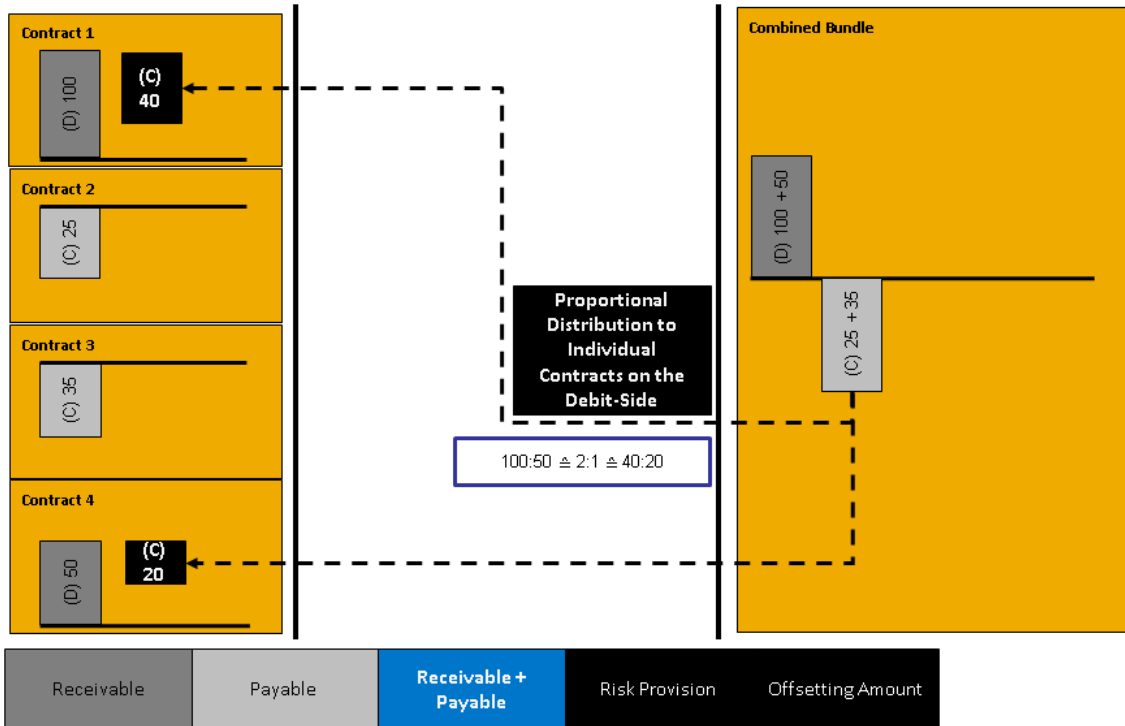 Contract 1
(D) 100
(C)
40
Contract 2
(C) 25
Contract 3
(C) 35
Contract 4
(D) 50
(C)
20
Proportional
Distribution to
Individual
Contracts on the
Debit-Side
100:50 ≙ 2:1 ≙ 40:20
Combined Bundle
(D) 100 +50
(C) 25 +35
Receivable
Payable
Receivable +
Payable
Risk Provision
Offsetting Amount